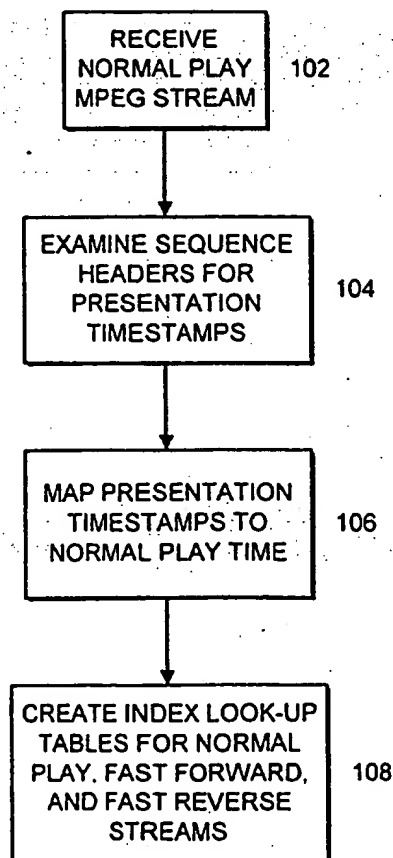 RECEIVE
NORMAL PLAY
MPEG STREAM
102
EXAMINE SEQUENCE
HEADERS FOR
PRESENTATION
TIMESTAMPS
104
MAP PRESENTATION
TIMESTAMPS TO
NORMAL PLAY TIME
106
CREATE INDEX LOOK-UP
TABLES FOR NORMAL
PLAY, FAST FORWARD,
AND FAST REVERSE
STREAMS
108